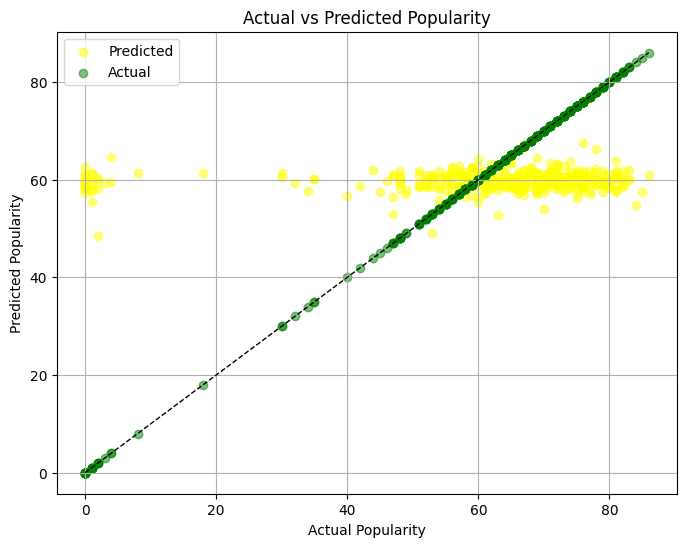 Actual vs Predicted Popularity
Predicted
Actual
80
60
40
20
0
Predicted Popularity
0 20 40 60 80
Actual Popularity